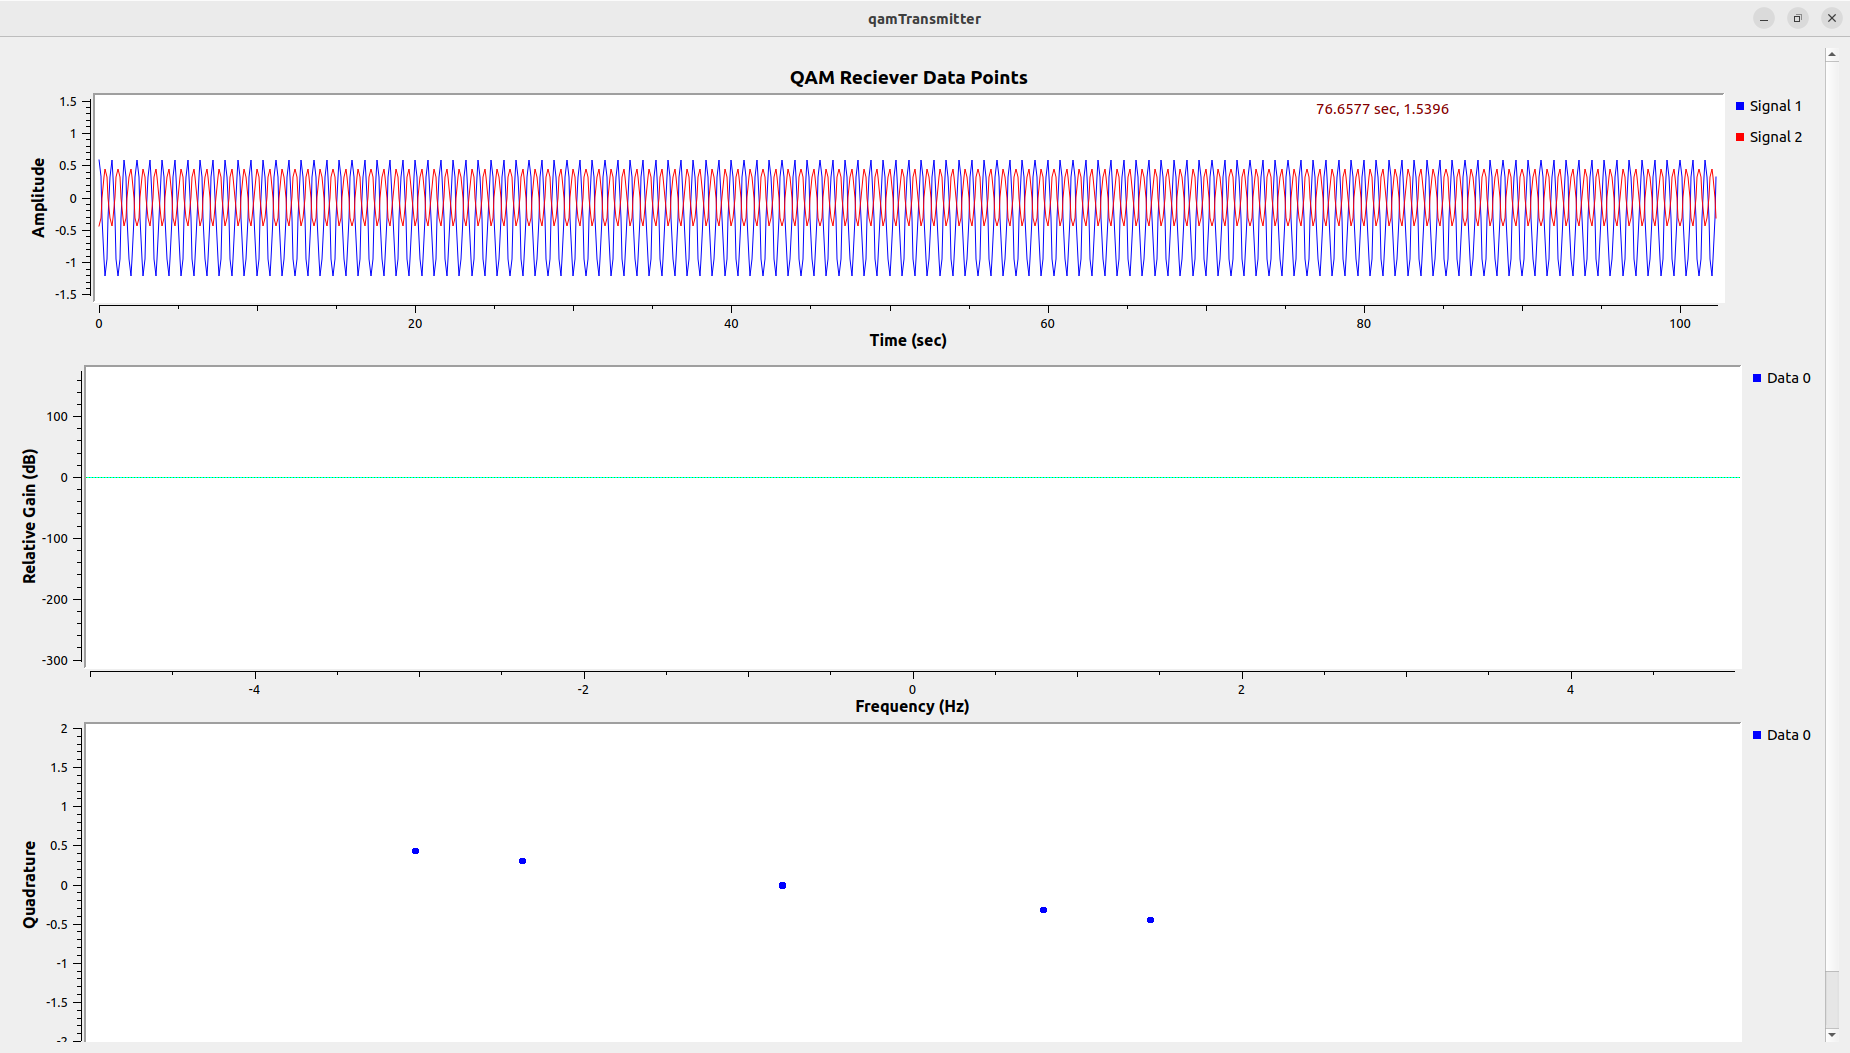 qamTransmitter
QAM Reciever Data Points
76.6577 sec, 1.5396
Signal 1
Signal 2
Amplitude
1.5
1
0.5
0
-0.5
-1
-1.5
0 20 40 60 80 100
Time (sec)
Data 0
Relative Gain (dB)
100
0
-100
-200
-300
-4 -2 0 2 4
Frequency (Hz)
Data 0
Quadrature
2
1.5
1
0.5
0
-0.5
-1
-1.5
-2